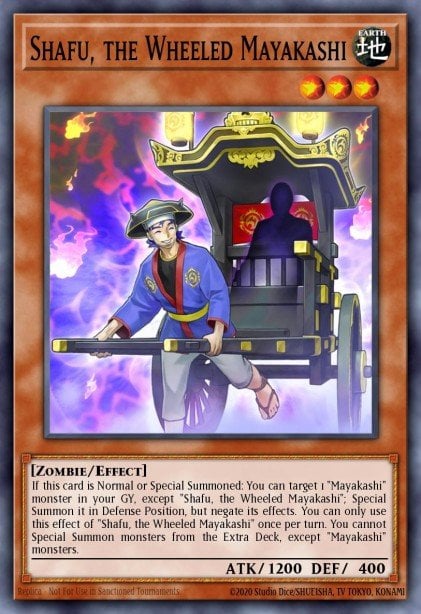 Shafu, the Wheeled Mayakashi
EARTH
地
[Zombie/Effect]
If this card is Normal or Special Summoned: You can target 1 "Mayakashi"
monster in your GY, except "Shafu, the Wheeled Mayakashi"; Special
Summon it in Defense Position, but negate its effects. You can only use
this effect of "Shafu, the Wheeled Mayakashi" once per turn. You cannot
Special Summon monsters from the Extra Deck, except "Mayakashi"
monsters.
ATK/1200 DEF/ 400
Replica - Not For Use in Sanctioned Tournaments
©2020 Studio Dice/SHUEISHA, TV TOKYO, KONAMI